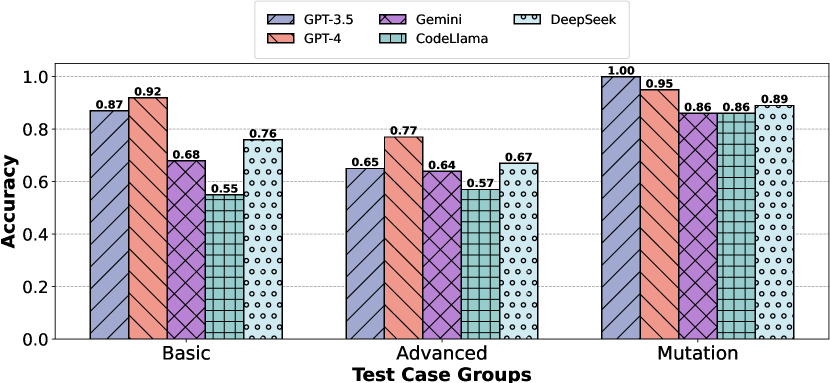 GPT-3.5 Gemini DeepSeek
GPT-4 CodeLlama
Accuracy
1.0
0.8
0.6
0.4
0.2
0.0
0.87 0.92 0.68 0.55 0.76
0.65 0.77 0.64 0.57 0.67
1.00 0.95 0.86 0.86 0.89
Basic Advanced Mutation
Test Case Groups